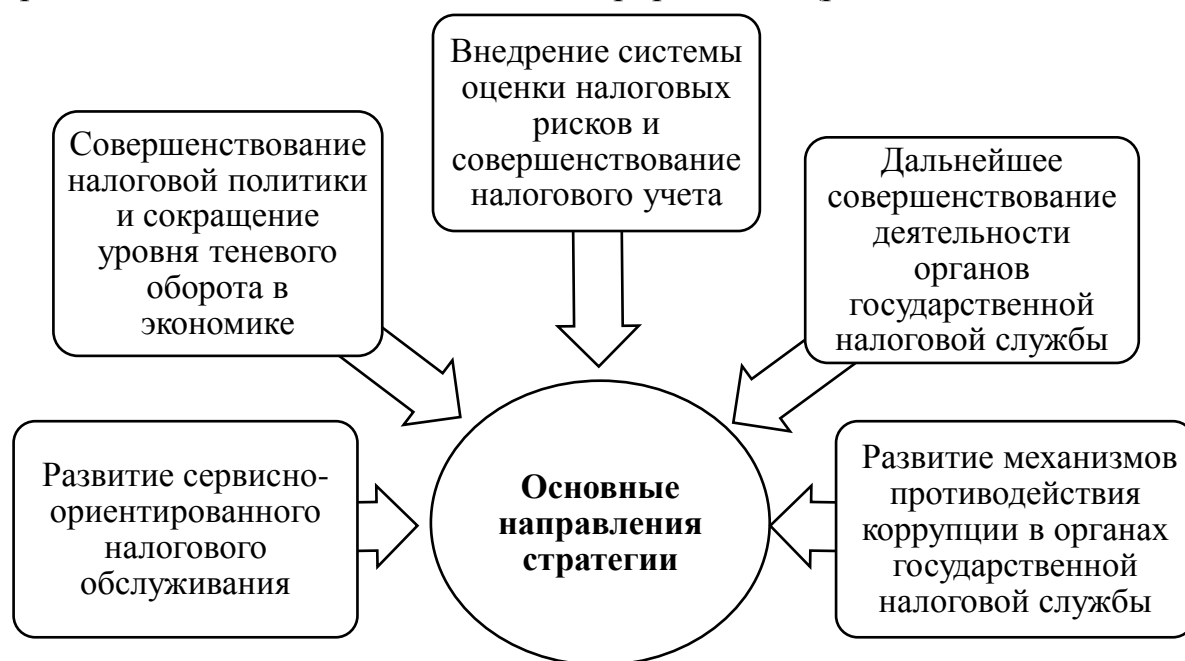 Внедрение системы
оценки налоговых
рисков и
совершенствование
налогового учета
Совершенствование
налоговой политики
и сокращение
уровня теневого
оборота в
экономике
Дальнейшее
совершенствование
деятельности
органов
государственной
налоговой службы
Развитие сервисно-
ориентированного
налогового
обслуживания
Основные
направления
стратегии
Развитие механизмов
противодействия
коррупции в органах
государственной
налоговой службы